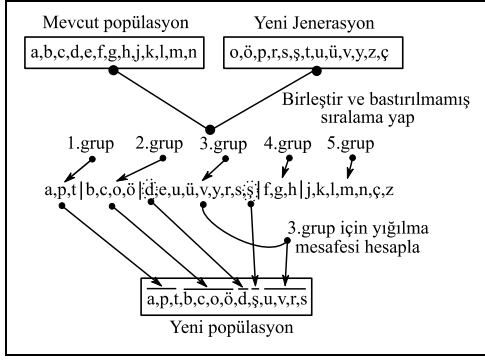 Mevcut popülasyon
Yeni Jenerasyon
a,b,c,d,e,f,g,h,j,k,l,m,n
o,ö,p,r,s,ş,t,u,ü,v,y,z,ç
Birleştir ve bastırılmamış
sıralama yap
1.grup 2.grup 3.grup 4.grup 5.grup
a,p,t|b,c,o,ö|d,e,u,ü,v,y,r,s,ş|f,g,h|j,k,l,m,n,ç,z
3.grup için yığılma
mesafesi hesapla
a,p,t,b,c,o,ö,d,ş,u,v,r,s
Yeni popülasyon